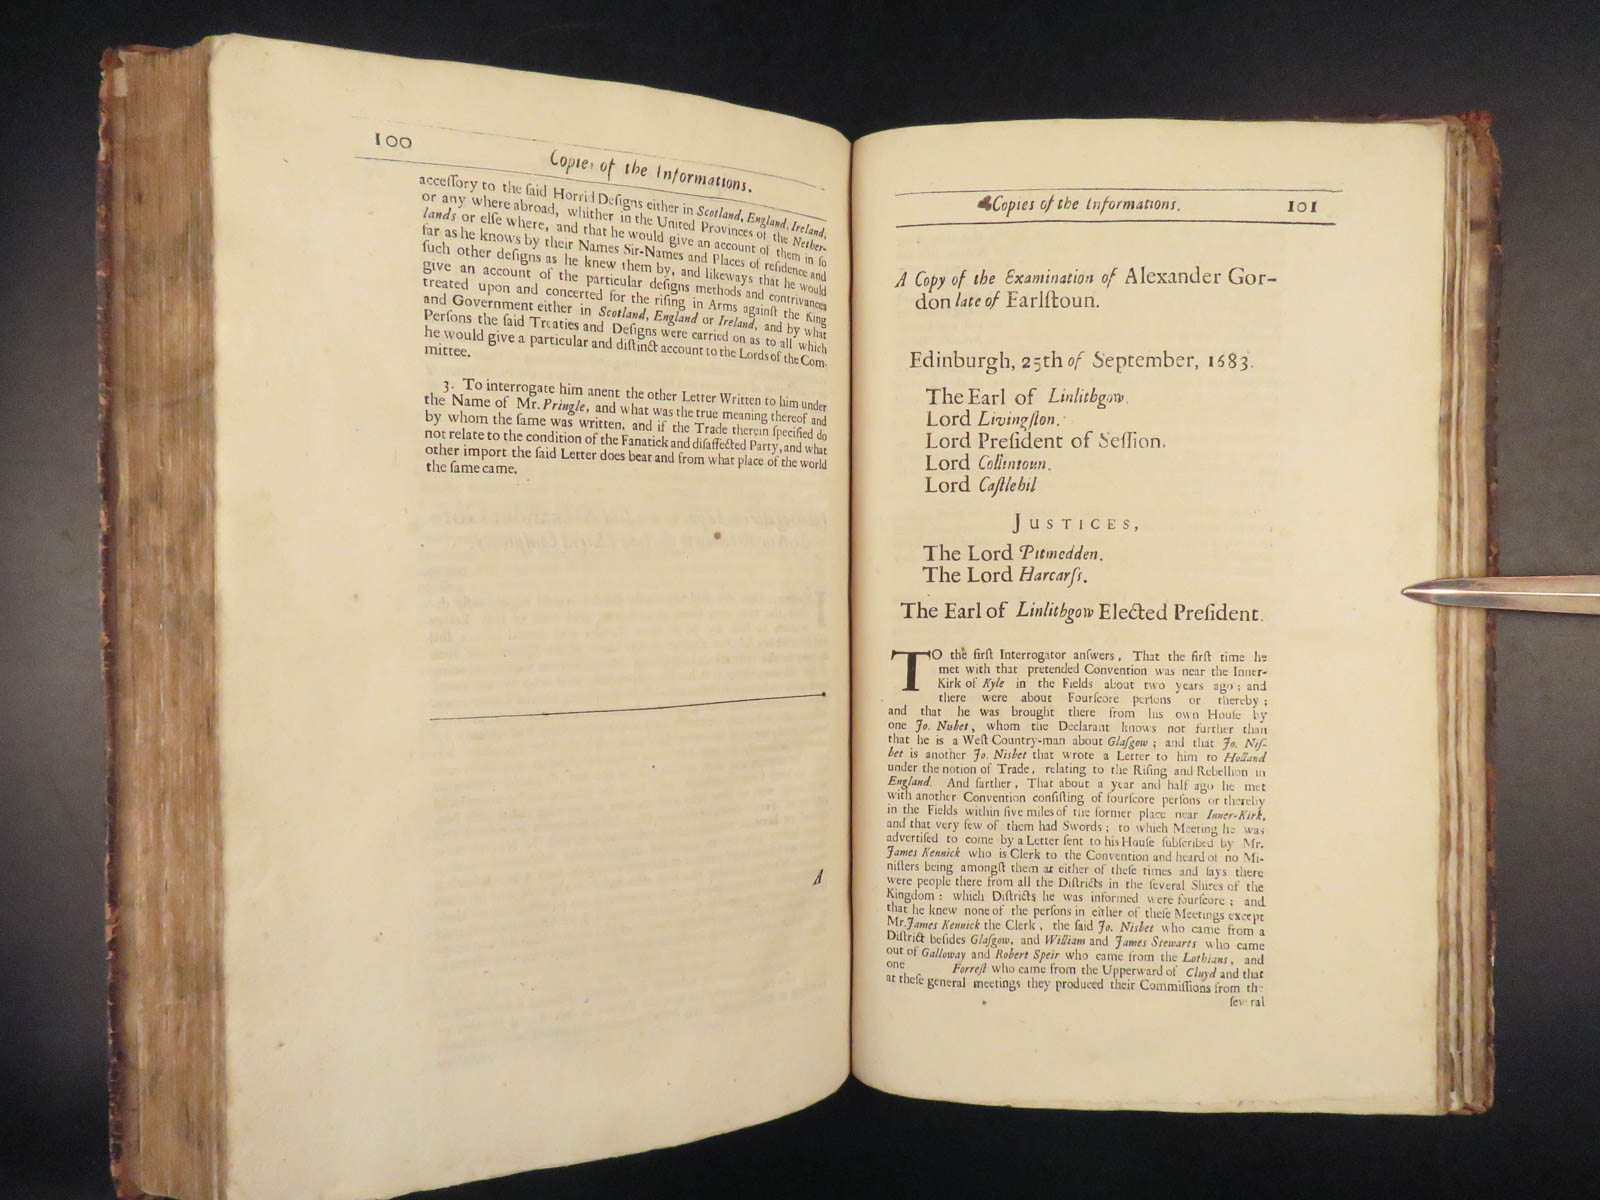 100
Copies of the Informations.
acceſſory to the ſaid Horrid Deſigns either in Scotland, England, Ireland,
or any where abroad, whither in the United Provinces of the Nether-
lands or elſe where, and that he would give an account of them in ſo
far as he knows by their Names Sir-Names and Places of reſidence and
ſuch other deſigns as he knew them by, and likeways that he would
give an account of the particular deſigns methods and contrivances
treated upon and concerted for the riſing in Arms againſt the King
and Government either in Scotland, England or Ireland, and by what
Perſons the ſaid Treaties and Deſigns were carried on as to all which
he would give a particular and diſtinct account to the Lords of the Com-
mittee.
3. To interrogate him anent the other Letter Written to him under
the Name of Mr. Pringle, and what was the true meaning thereof and
by whom the ſame was written, and if the Trade therein ſpecified do
not relate to the condition of the Fanatick and diſaffected Party, and what
other import the ſaid Letter does bear and from what place of the world
the ſame came.
A
Copies of the Informations. 101
A Copy of the Examination of Alexander Gor-
don late of Earlſtoun.
Edinburgh, 25th of September, 1683.
The Earl of Linlithgow.
Lord Livingſton.
Lord Preſident of Seſſion.
Lord Collintoun.
Lord Caſtlehil
JUSTICES,
The Lord Pitmedden.
The Lord Harcarſs.
The Earl of Linlithgow Elected Preſident.
TO the firſt Interrogator anſwers, That the firſt time he
met with that pretended Convention was near the Inner-
Kirk of Kyle in the Fields about two years ago; and
there were about Fourſcore perſons or thereby;
and that he was brought there from his own Houſe by
one Jo. Nisbet, whom the Declarant knows not further than
that he is a Weſt Country-man about Glaſgow; and that Jo. Niſ-
bet is another Jo. Nisbet that wrote a Letter to him to Holland
under the notion of Trade, relating to the Riſing and Rebellion in
England. And farther, That about a year and half ago he met
with another Convention conſiſting of fourſcore perſons or thereby
in the Fields within five miles of the former place near Inner-Kirk,
and that very few of them had Swords; to which Meeting he was
advertiſed to come by a Letter ſent to his Houſe ſubſcribed by Mr.
James Kennick who is Clerk to the Convention and heard of no Mi-
niſters being amongſt them at either of theſe times and ſays there
were people there from all the Diſtricts in the ſeveral Shires of the
Kingdom: which Diſtricts he was informed were fourſcore; and
that he knew none of the perſons in either of theſe Meetings except
Mr. James Kennick the Clerk, the ſaid Jo. Nisbet who came from a
Diſtrict beſides Glaſgow, and William and James Stewarts who came
out of Galloway and Robert Speir who came from the Lothians, and
one Forreſt who came from the Upperward of Cluyd and that
at theſe general meetings they produced their Commiſſions from the
ſeveral